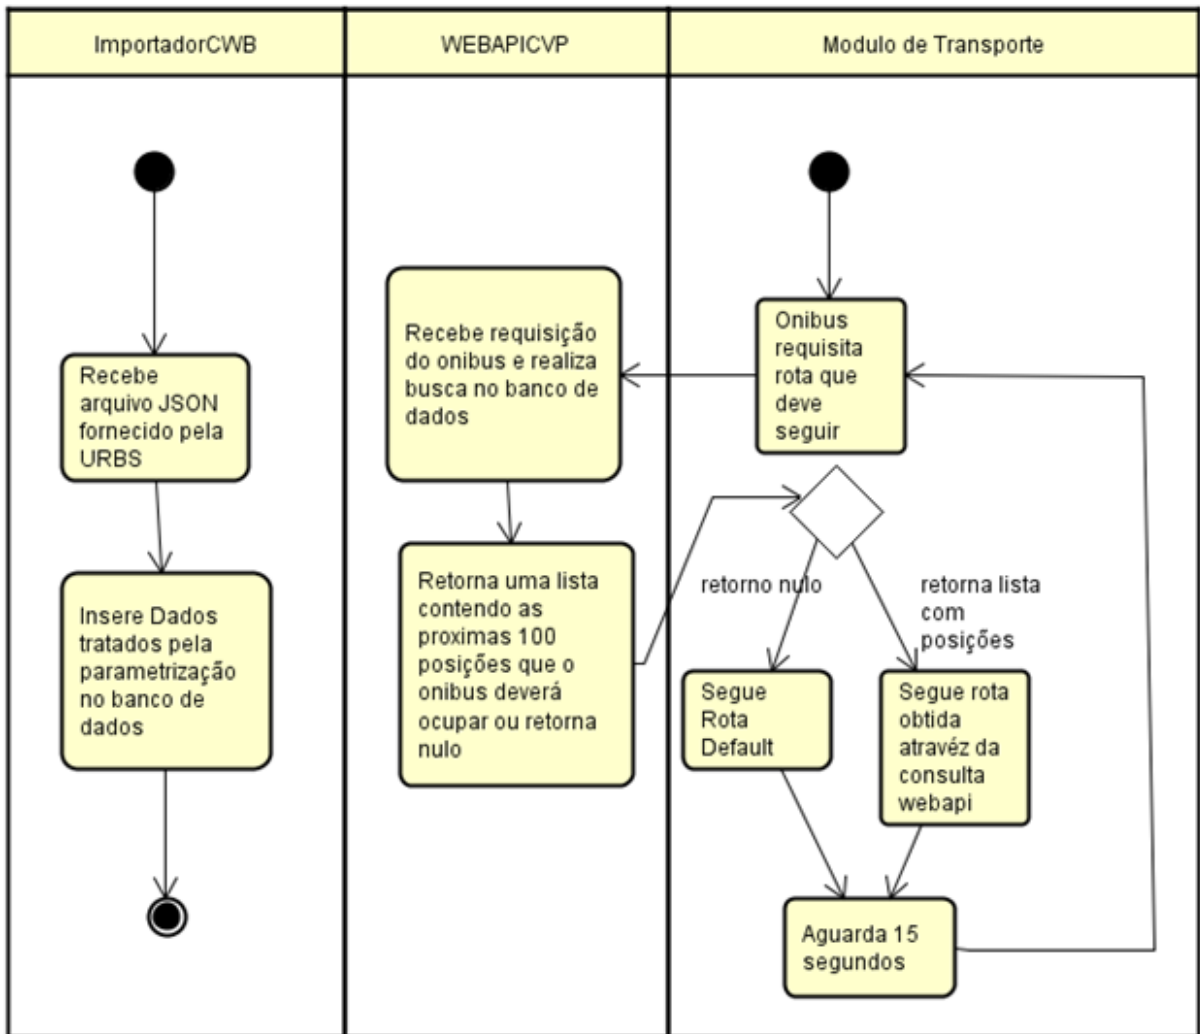 ImportadorCWB
WEBAPICVP
Modulo de Transporte
Recebe
arquivo JSON
fornecido pela
URBS
Insere Dados
tratados pela
parametrização
no banco de
dados
Recebe requisição
do onibus e realiza
busca no banco de
dados
Retorna uma lista
contendo as
proximas 100
posições que o
onibus deverá
ocupar ou retorna
nulo
Onibus
requisita
rota que
deve
seguir
retorno nulo
retorna lista
com
posições
Segue
Rota
Default
Segue rota
obtida
atravéz da
consulta
webapi
Aguarda 15
segundos